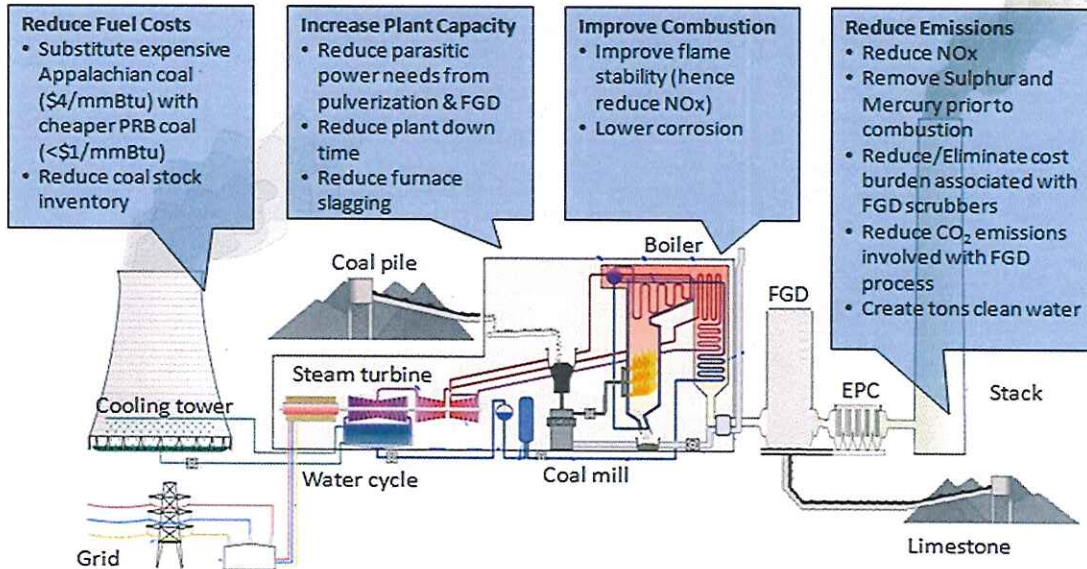 Reduce Fuel Costs
• Substitute expensive
Appalachian coal
($4/mmBtu) with
cheaper PRB coal
(<$1/mmBtu)
• Reduce coal stock
inventory
Increase Plant Capacity
• Reduce parasitic
power needs from
pulverization & FGD
• Reduce plant down
time
• Reduce furnace
slagging
Improve Combustion
• Improve flame
stability (hence
reduce NOx)
• Lower corrosion
Reduce Emissions
• Reduce NOx
• Remove Sulphur and
Mercury prior to
combustion
• Reduce/Eliminate cost
burden associated with
FGD scrubbers
• Reduce CO₂ emissions
involved with FGD
process
• Create tons clean water
Boiler
Coal pile
FGD
Steam turbine
EPC
Stack
Cooling tower
Water cycle
Coal mill
Grid
Limestone